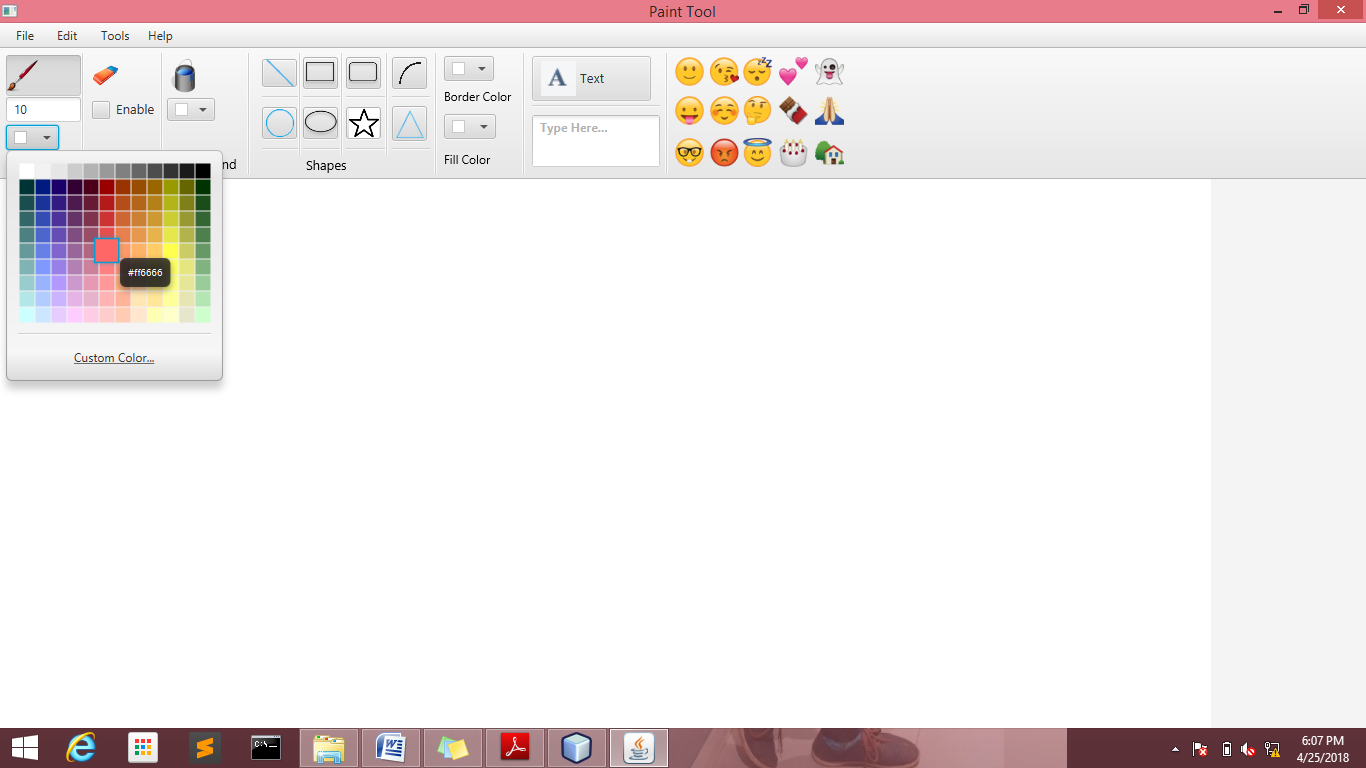 Paint Tool
File Edit Tools Help
10
Enable
nd
Shapes
Border Color
Fill Color
A Text
Type Here...
#ff6666
Custom Color...
C:\>_
6:07 PM
4/25/2018